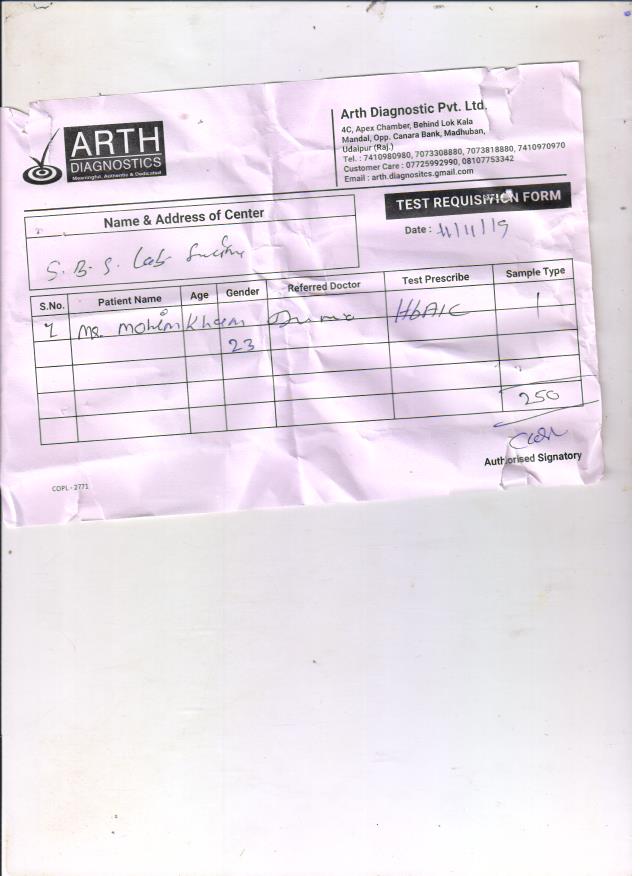 ARTH
DIAGNOSTICS
Meaningful, Authentic & Dedicated
Arth Diagnostic Pvt. Ltd.
4C, Apex Chamber, Behind Lok Kala
Mandal, Opp. Canara Bank, Madhuban,
Udaipur (Raj.)
Tel. : 7410980980, 7073308880, 7073818880, 7410970970
Customer Care : 07725992990, 08107753342
Email : arth.diagnositcs.gmail.com
TEST REQUISITION FORM
Name & Address of Center
Date : 11/11/19
S.B.S. Lab
S.No. Patient Name Age Gender Referred Doctor Test Prescribe Sample Type
Khan HbA1C 1
23
250
Authorised Signatory
COPL - 2771